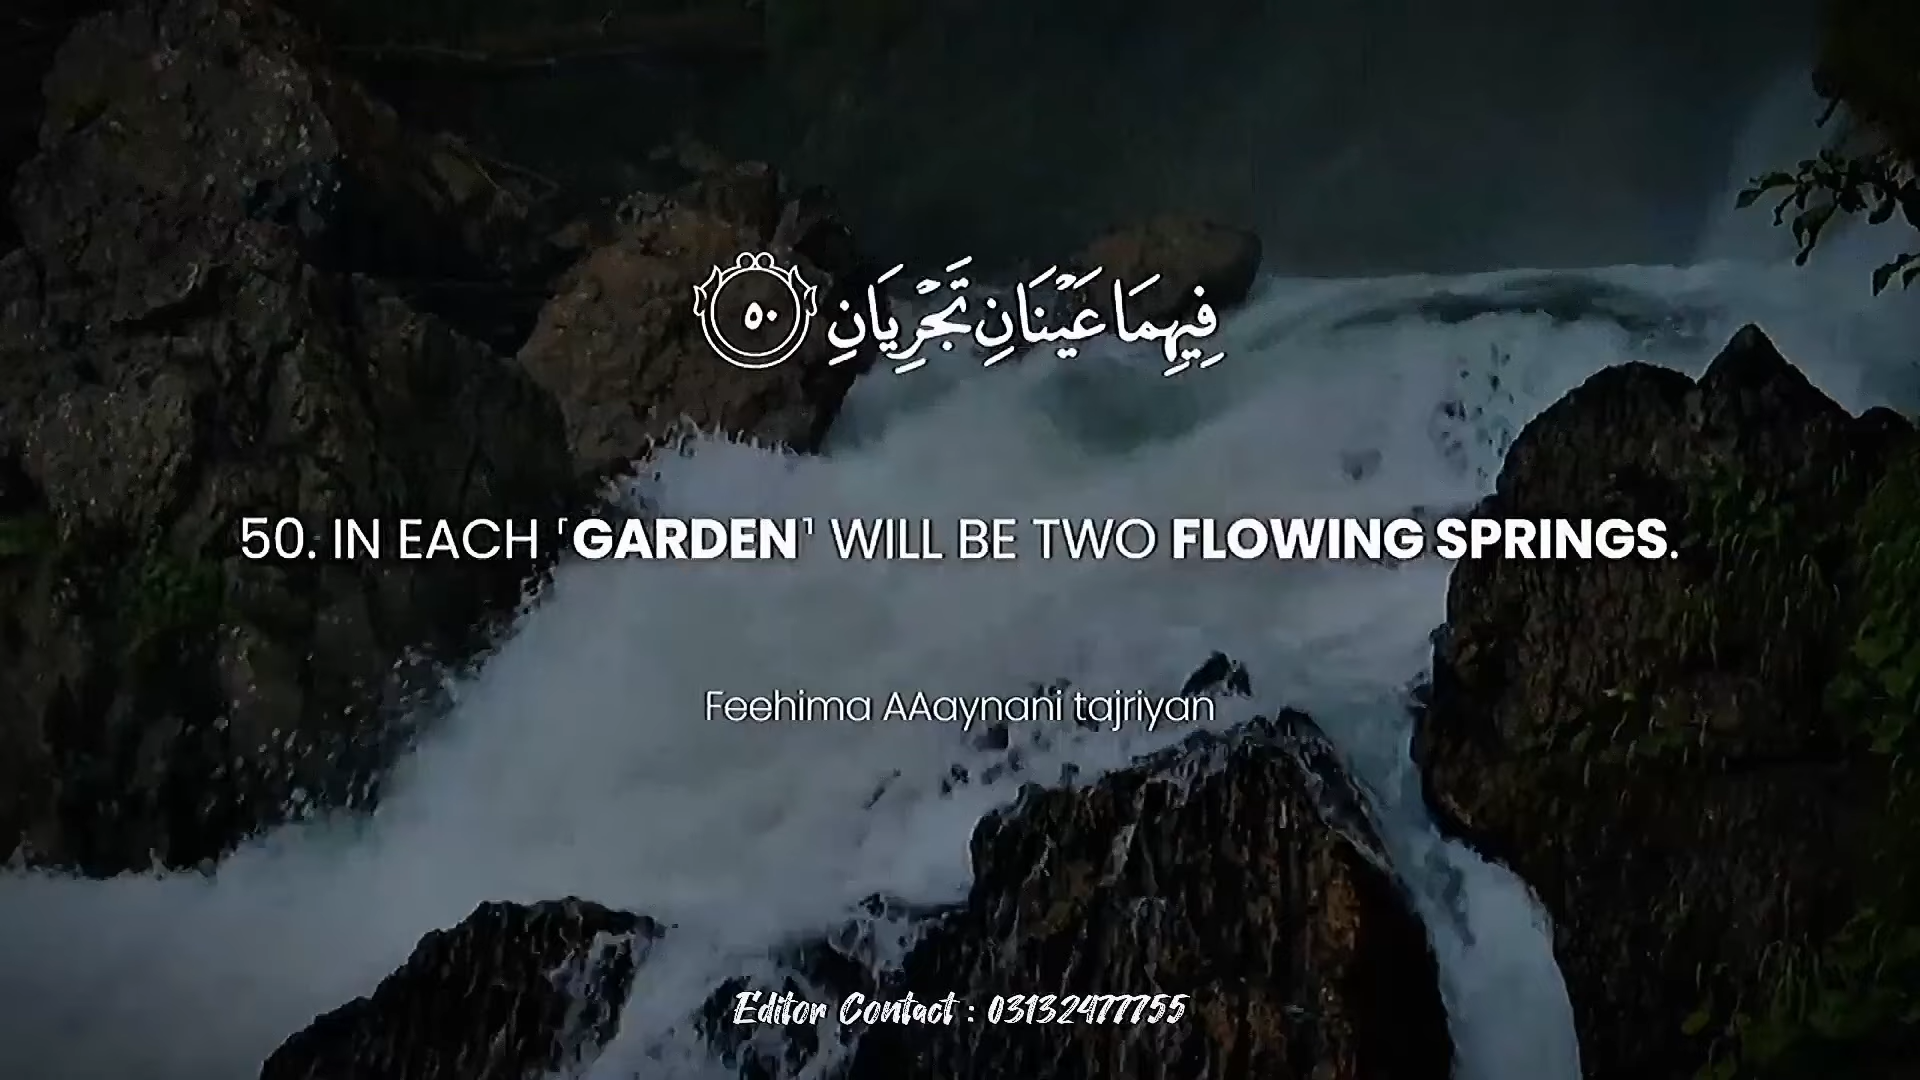 فِيهِمَا عَيْنَانِ تَجْرِيَانِ ٥٠
50. IN EACH ˹GARDEN˺ WILL BE TWO FLOWING SPRINGS.
Feehima AAaynani tajriyan
Editor Contact : 03132477755